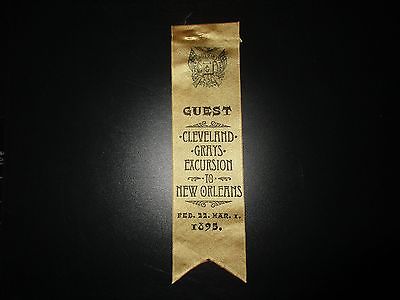 GUEST
·CLEVELAND·
·GRAYS·
EXCURSION
·TO·
NEW ORLEANS
FEB. 22. MAR. 1.
1895.